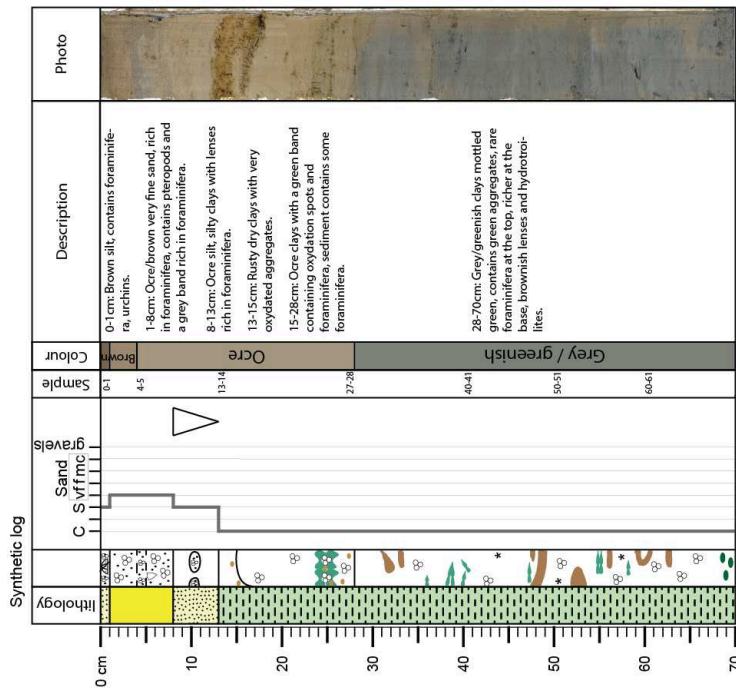 Synthetic log
lithology
C
S
vf
f
m
c
Sand
gravels
Sample
Colour
Description
Photo
0 cm
10
20
30
40
50
60
70
0-1
4-5
13-14
27-28
40-41
50-51
60-61
Brown
Ocre
Grey / greenish
0-1cm: Brown silt, contains foraminife-
ra, urchins.
1-8cm: Ocre/brown very fine sand, rich
in foraminifera, contains pteropods and
a grey band rich in foraminifera.
8-13cm: Ocre silt, silty clays with lenses
rich in foraminifera.
13-15cm: Rusty dry clays with very
oxydated aggregates.
15-28cm: Ocre clays with a green band
containing oxydation spots and
foraminifera, sediment contains some
foraminifera.
28-70cm: Grey/greenish clays mottled
green, contains green aggregates, rare
foraminifera at the top, richer at the
base, brownish lenses and hydrotroi-
lites.